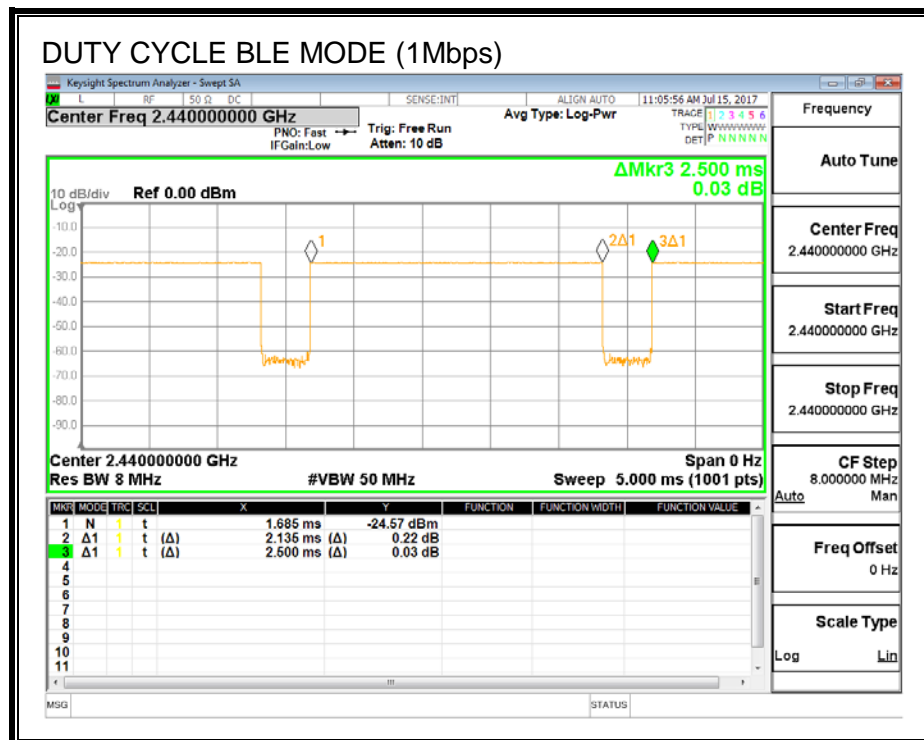 DUTY CYCLE BLE MODE (1Mbps)
Keysight Spectrum Analyzer - Swept SA
L RF 50 Ω DC SENSE:INT ALIGN AUTO 11:05:56 AM Jul 15, 2017
Center Freq 2.440000000 GHz
PNO: Fast
IFGain:Low
Trig: Free Run
Atten: 10 dB
Avg Type: Log-Pwr
TRACE 1 2 3 4 5 6
TYPE WWWWWW
DET P N N N N N
ΔMkr3 2.500 ms
0.03 dB
10 dB/div Ref 0.00 dBm
Log
-10.0
-20.0
-30.0
-40.0
-50.0
-60.0
-70.0
-80.0
-90.0
1
2Δ1
3Δ1
Center 2.440000000 GHz Span 0 Hz
Res BW 8 MHz #VBW 50 MHz Sweep 5.000 ms (1001 pts)
MKR MODE TRC SCL X Y FUNCTION FUNCTION WIDTH FUNCTION VALUE
1 N 1 t 1.685 ms -24.57 dBm
2 Δ1 1 t (Δ) 2.135 ms (Δ) 0.22 dB
3 Δ1 1 t (Δ) 2.500 ms (Δ) 0.03 dB
4
5
6
7
8
9
10
11
MSG STATUS
Frequency
Auto Tune
Center Freq
2.440000000 GHz
Start Freq
2.440000000 GHz
Stop Freq
2.440000000 GHz
CF Step
8.000000 MHz
Auto Man
Freq Offset
0 Hz
Scale Type
Log Lin